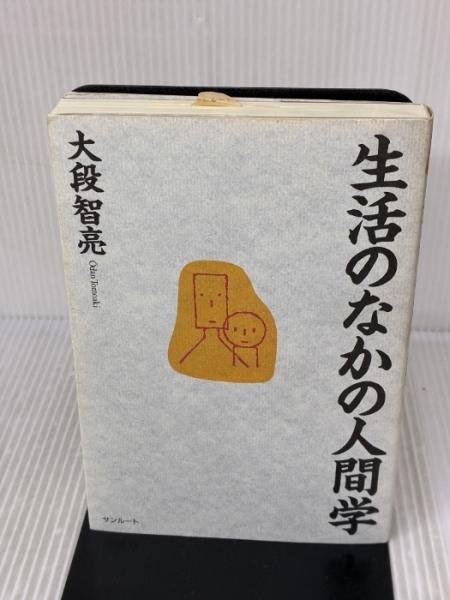 生活のなかの人間学
大段智亮
Odan Tomoaki
サンルート